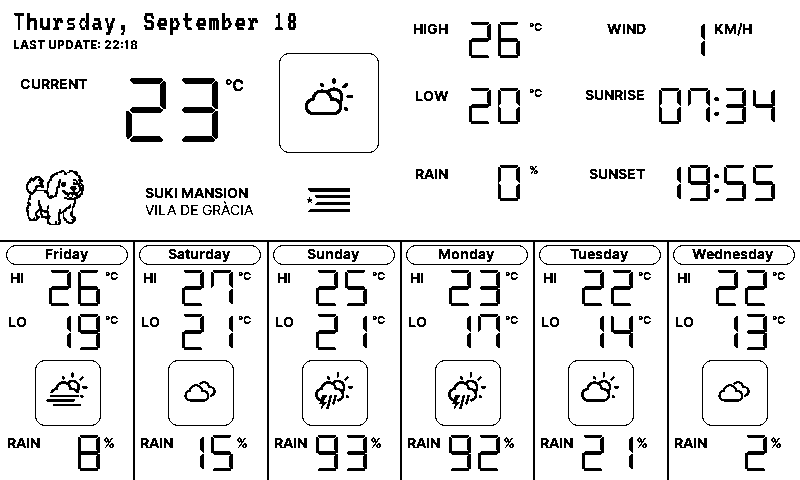 Thursday, September 18
LAST UPDATE: 22:18
CURRENT 23 °C
HIGH 26 °C
WIND 1 KM/H
LOW 20 °C
SUNRISE 07:34
RAIN 0 %
SUNSET 19:55
SUKI MANSION
VILA DE GRÀCIA
Friday
HI 26 °C
LO 19 °C
RAIN 8 %
Saturday
HI 27 °C
LO 21 °C
RAIN 15 %
Sunday
HI 25 °C
LO 21 °C
RAIN 93 %
Monday
HI 23 °C
LO 17 °C
RAIN 92 %
Tuesday
HI 22 °C
LO 14 °C
RAIN 21 %
Wednesday
HI 22 °C
LO 13 °C
RAIN 2 %